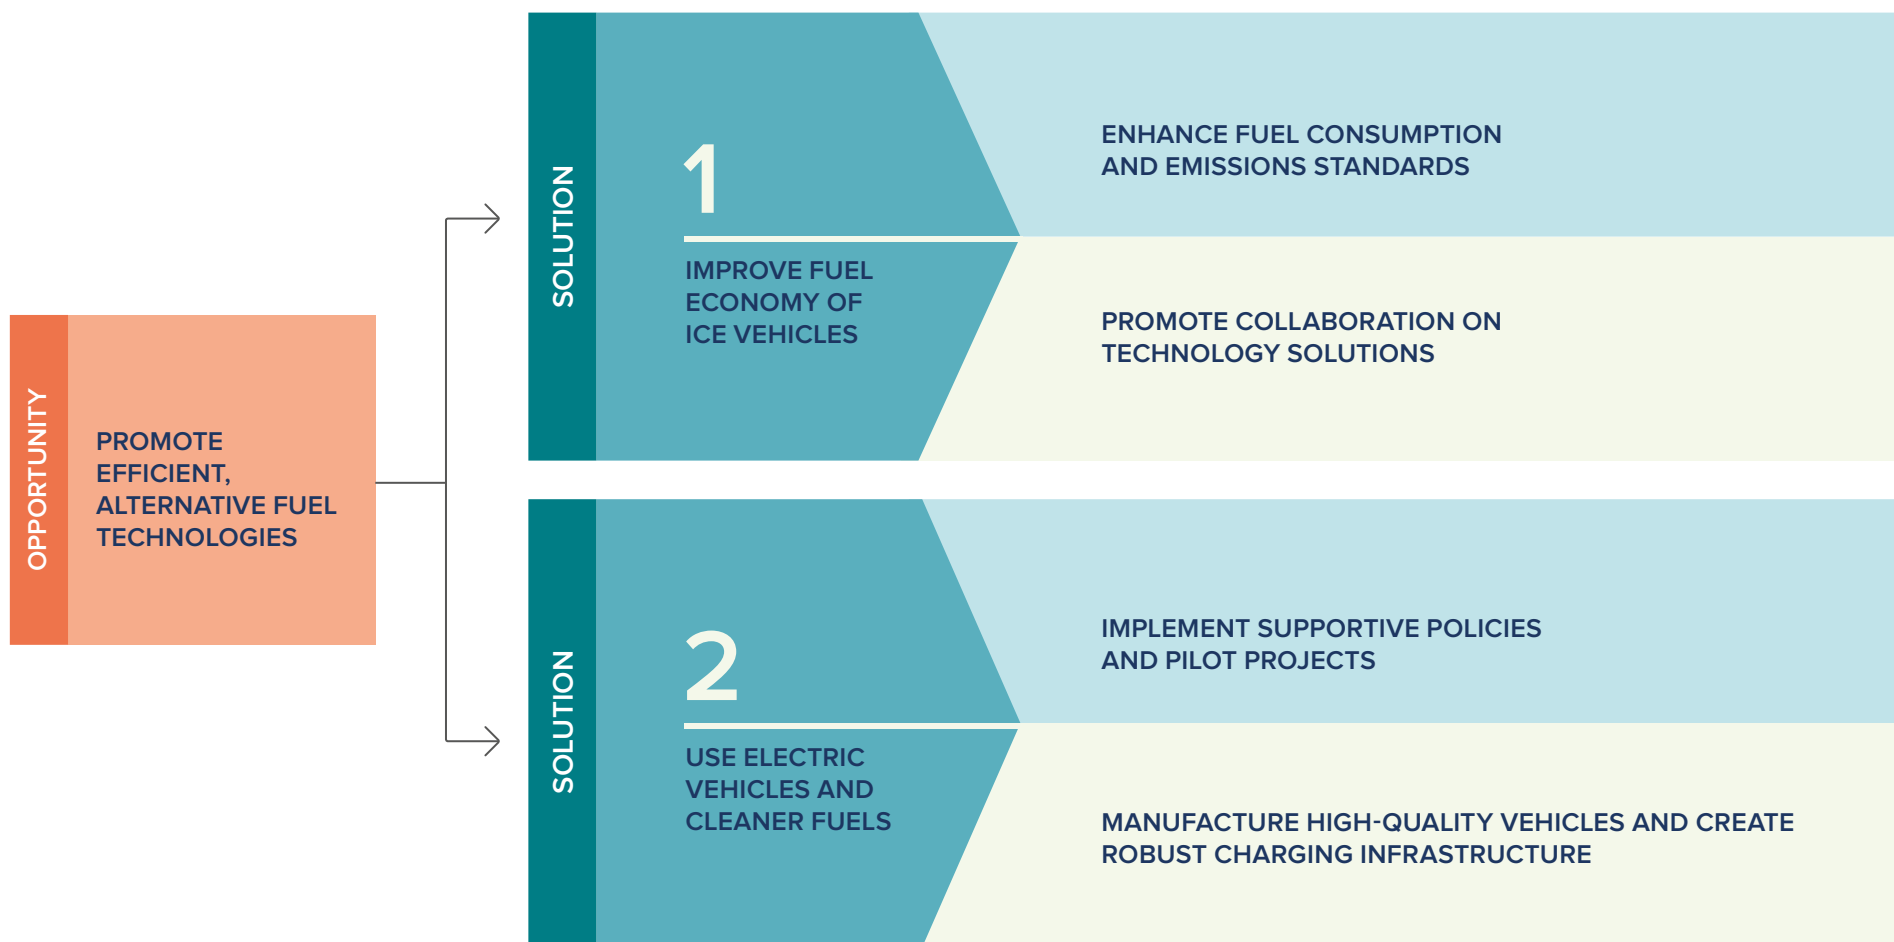 OPPORTUNITY
PROMOTE
EFFICIENT,
ALTERNATIVE FUEL
TECHNOLOGIES
SOLUTION
1
IMPROVE FUEL
ECONOMY OF
ICE VEHICLES
ENHANCE FUEL CONSUMPTION
AND EMISSIONS STANDARDS
PROMOTE COLLABORATION ON
TECHNOLOGY SOLUTIONS
SOLUTION
2
USE ELECTRIC
VEHICLES AND
CLEANER FUELS
IMPLEMENT SUPPORTIVE POLICIES
AND PILOT PROJECTS
MANUFACTURE HIGH-QUALITY VEHICLES AND CREATE
ROBUST CHARGING INFRASTRUCTURE